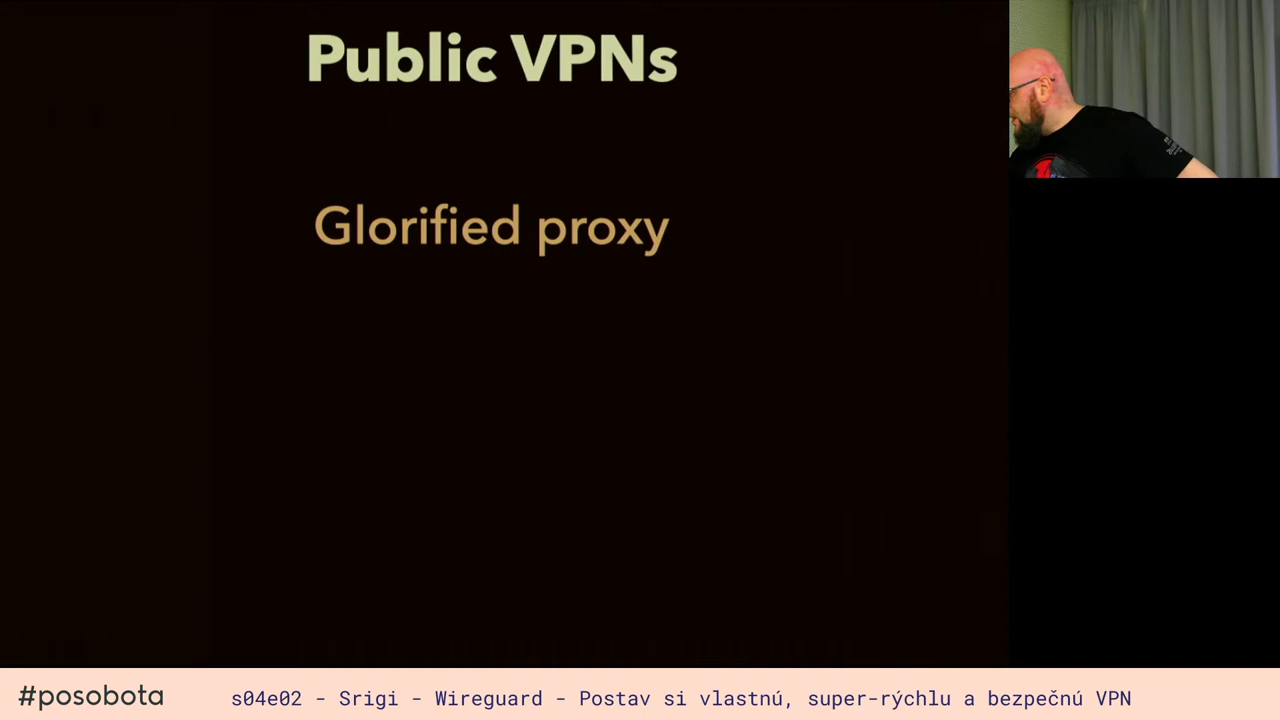 Public VPNs
Glorified proxy
#posobota
s04e02 - Srigi - Wireguard - Postav si vlastnú, super-rýchlu a bezpečnú VPN